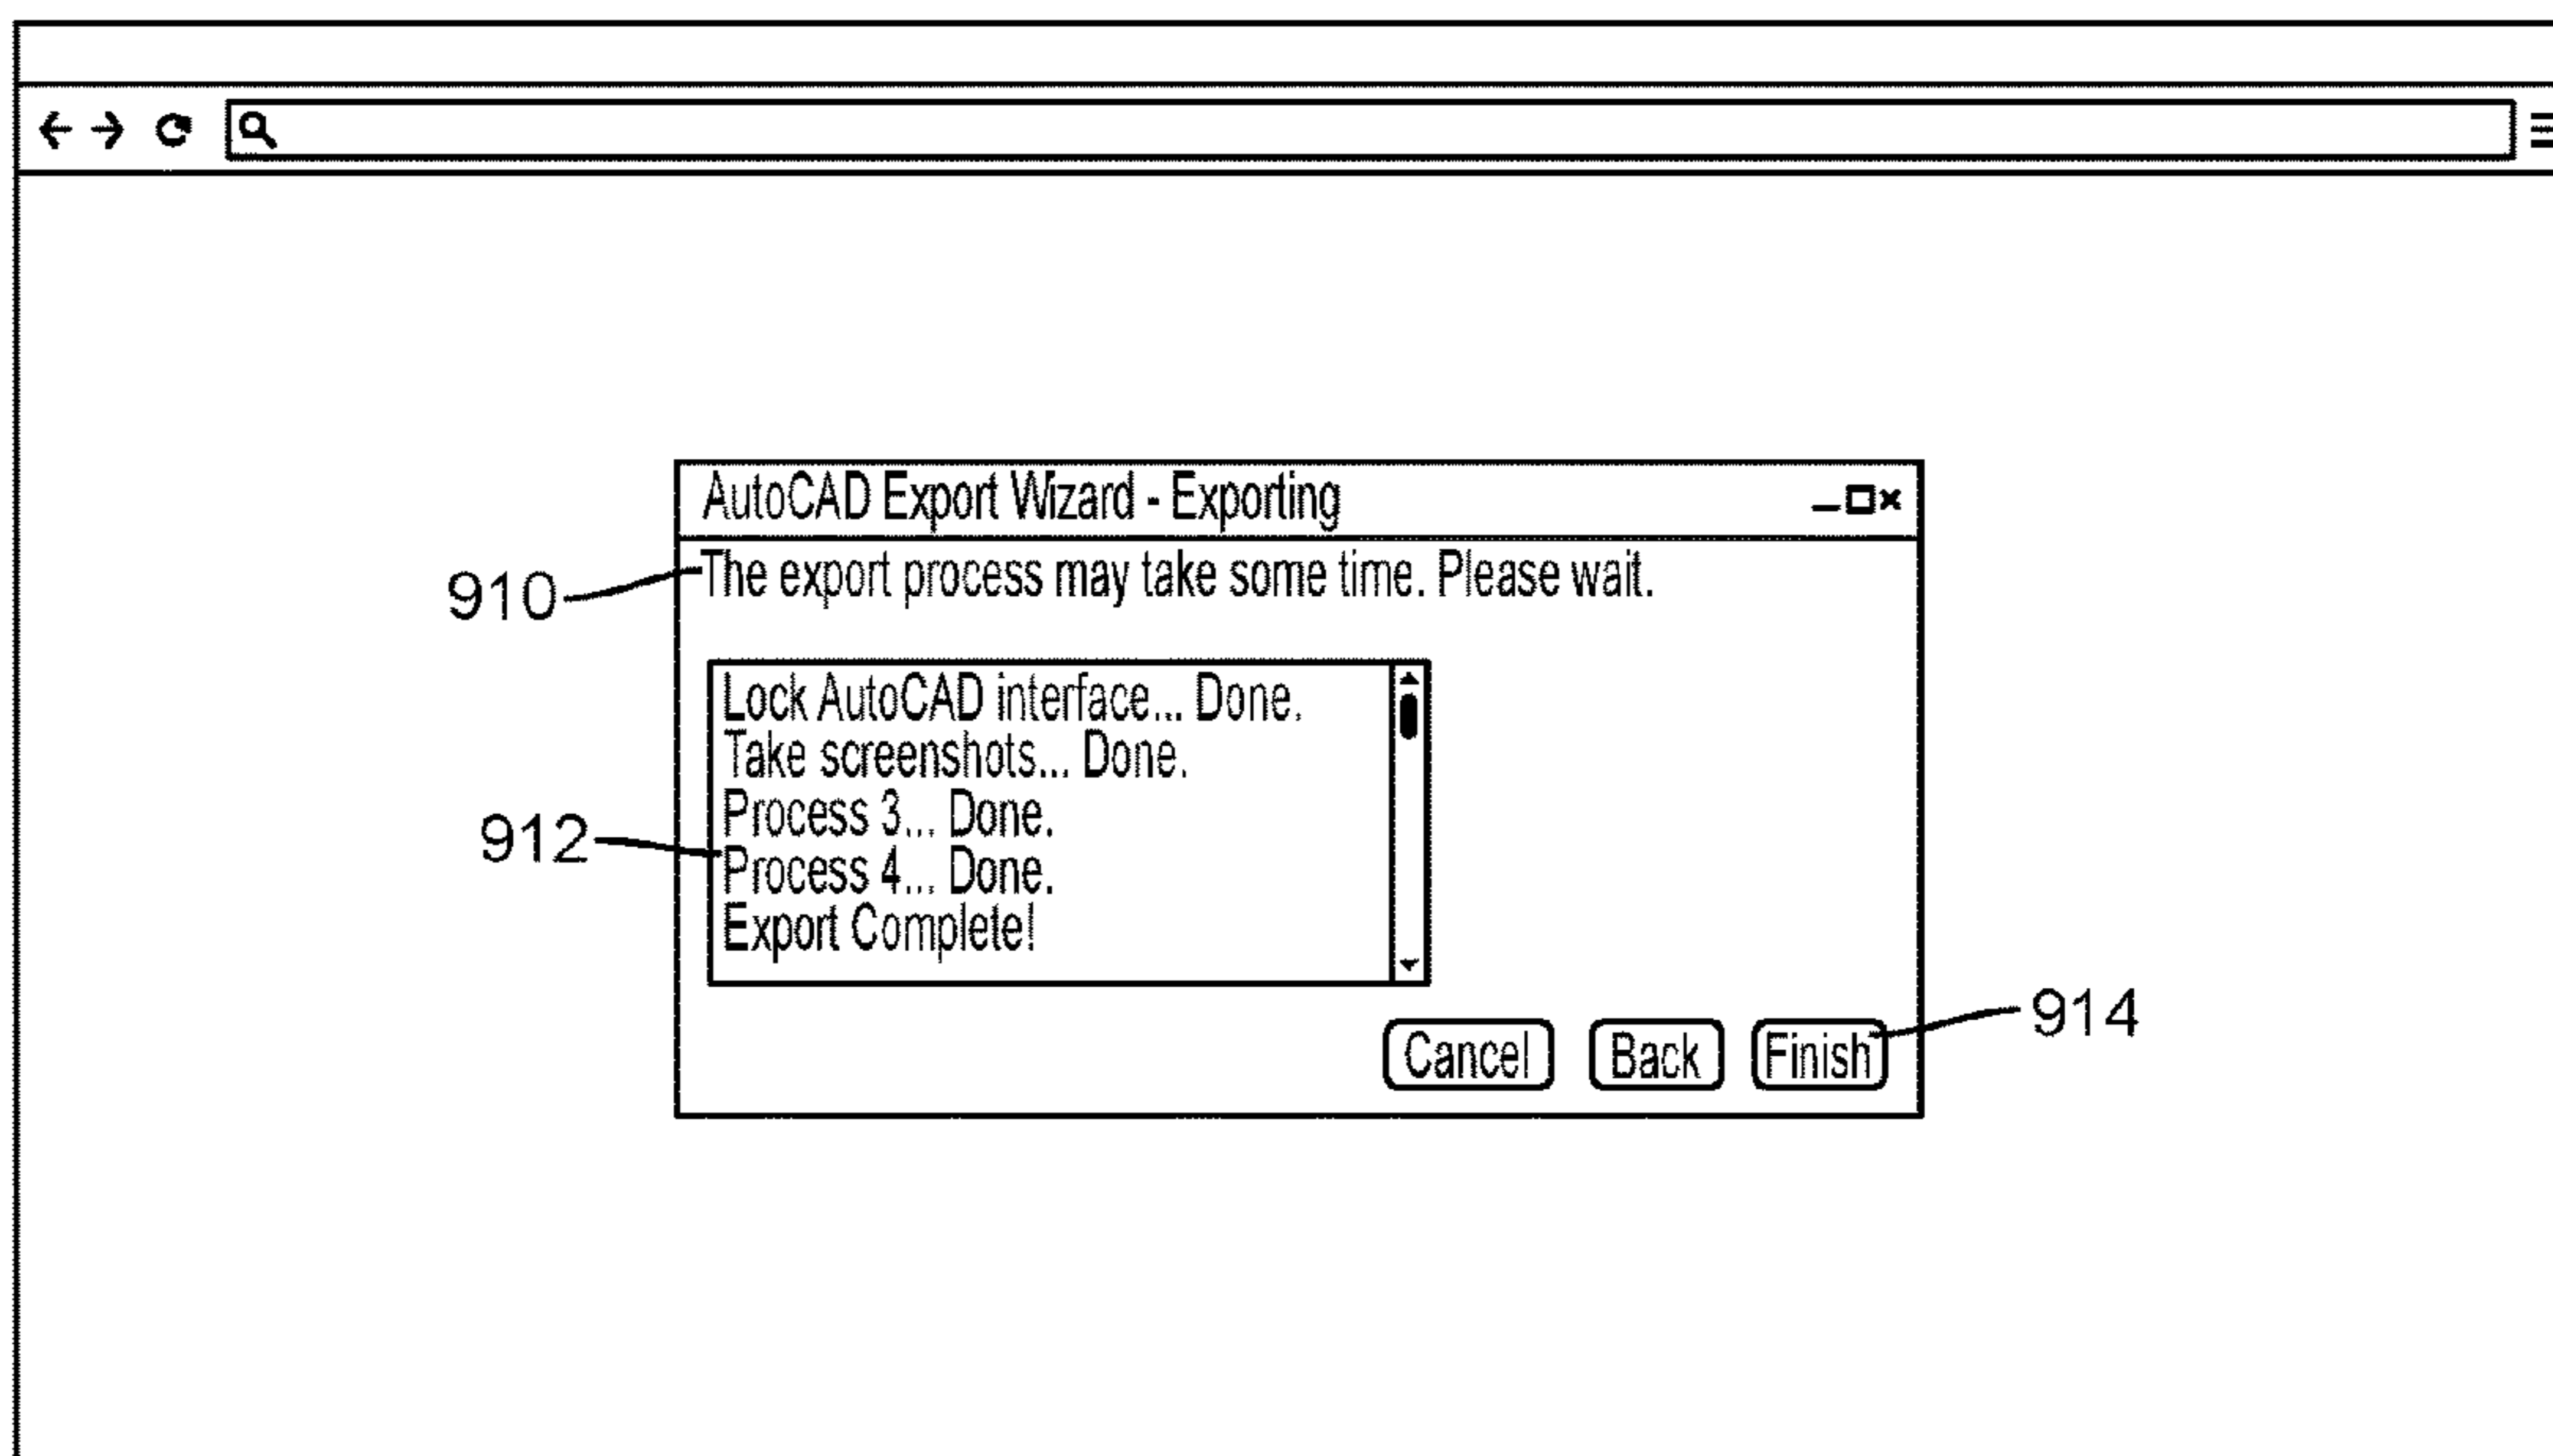 AutoCAD Export Wizard - Exporting
910
The export process may take some time. Please wait.
Lock AutoCAD interface... Done.
Take screenshots... Done.
Process 3... Done.
912
Process 4... Done.
Export Complete!
914
Cancel Back Finish